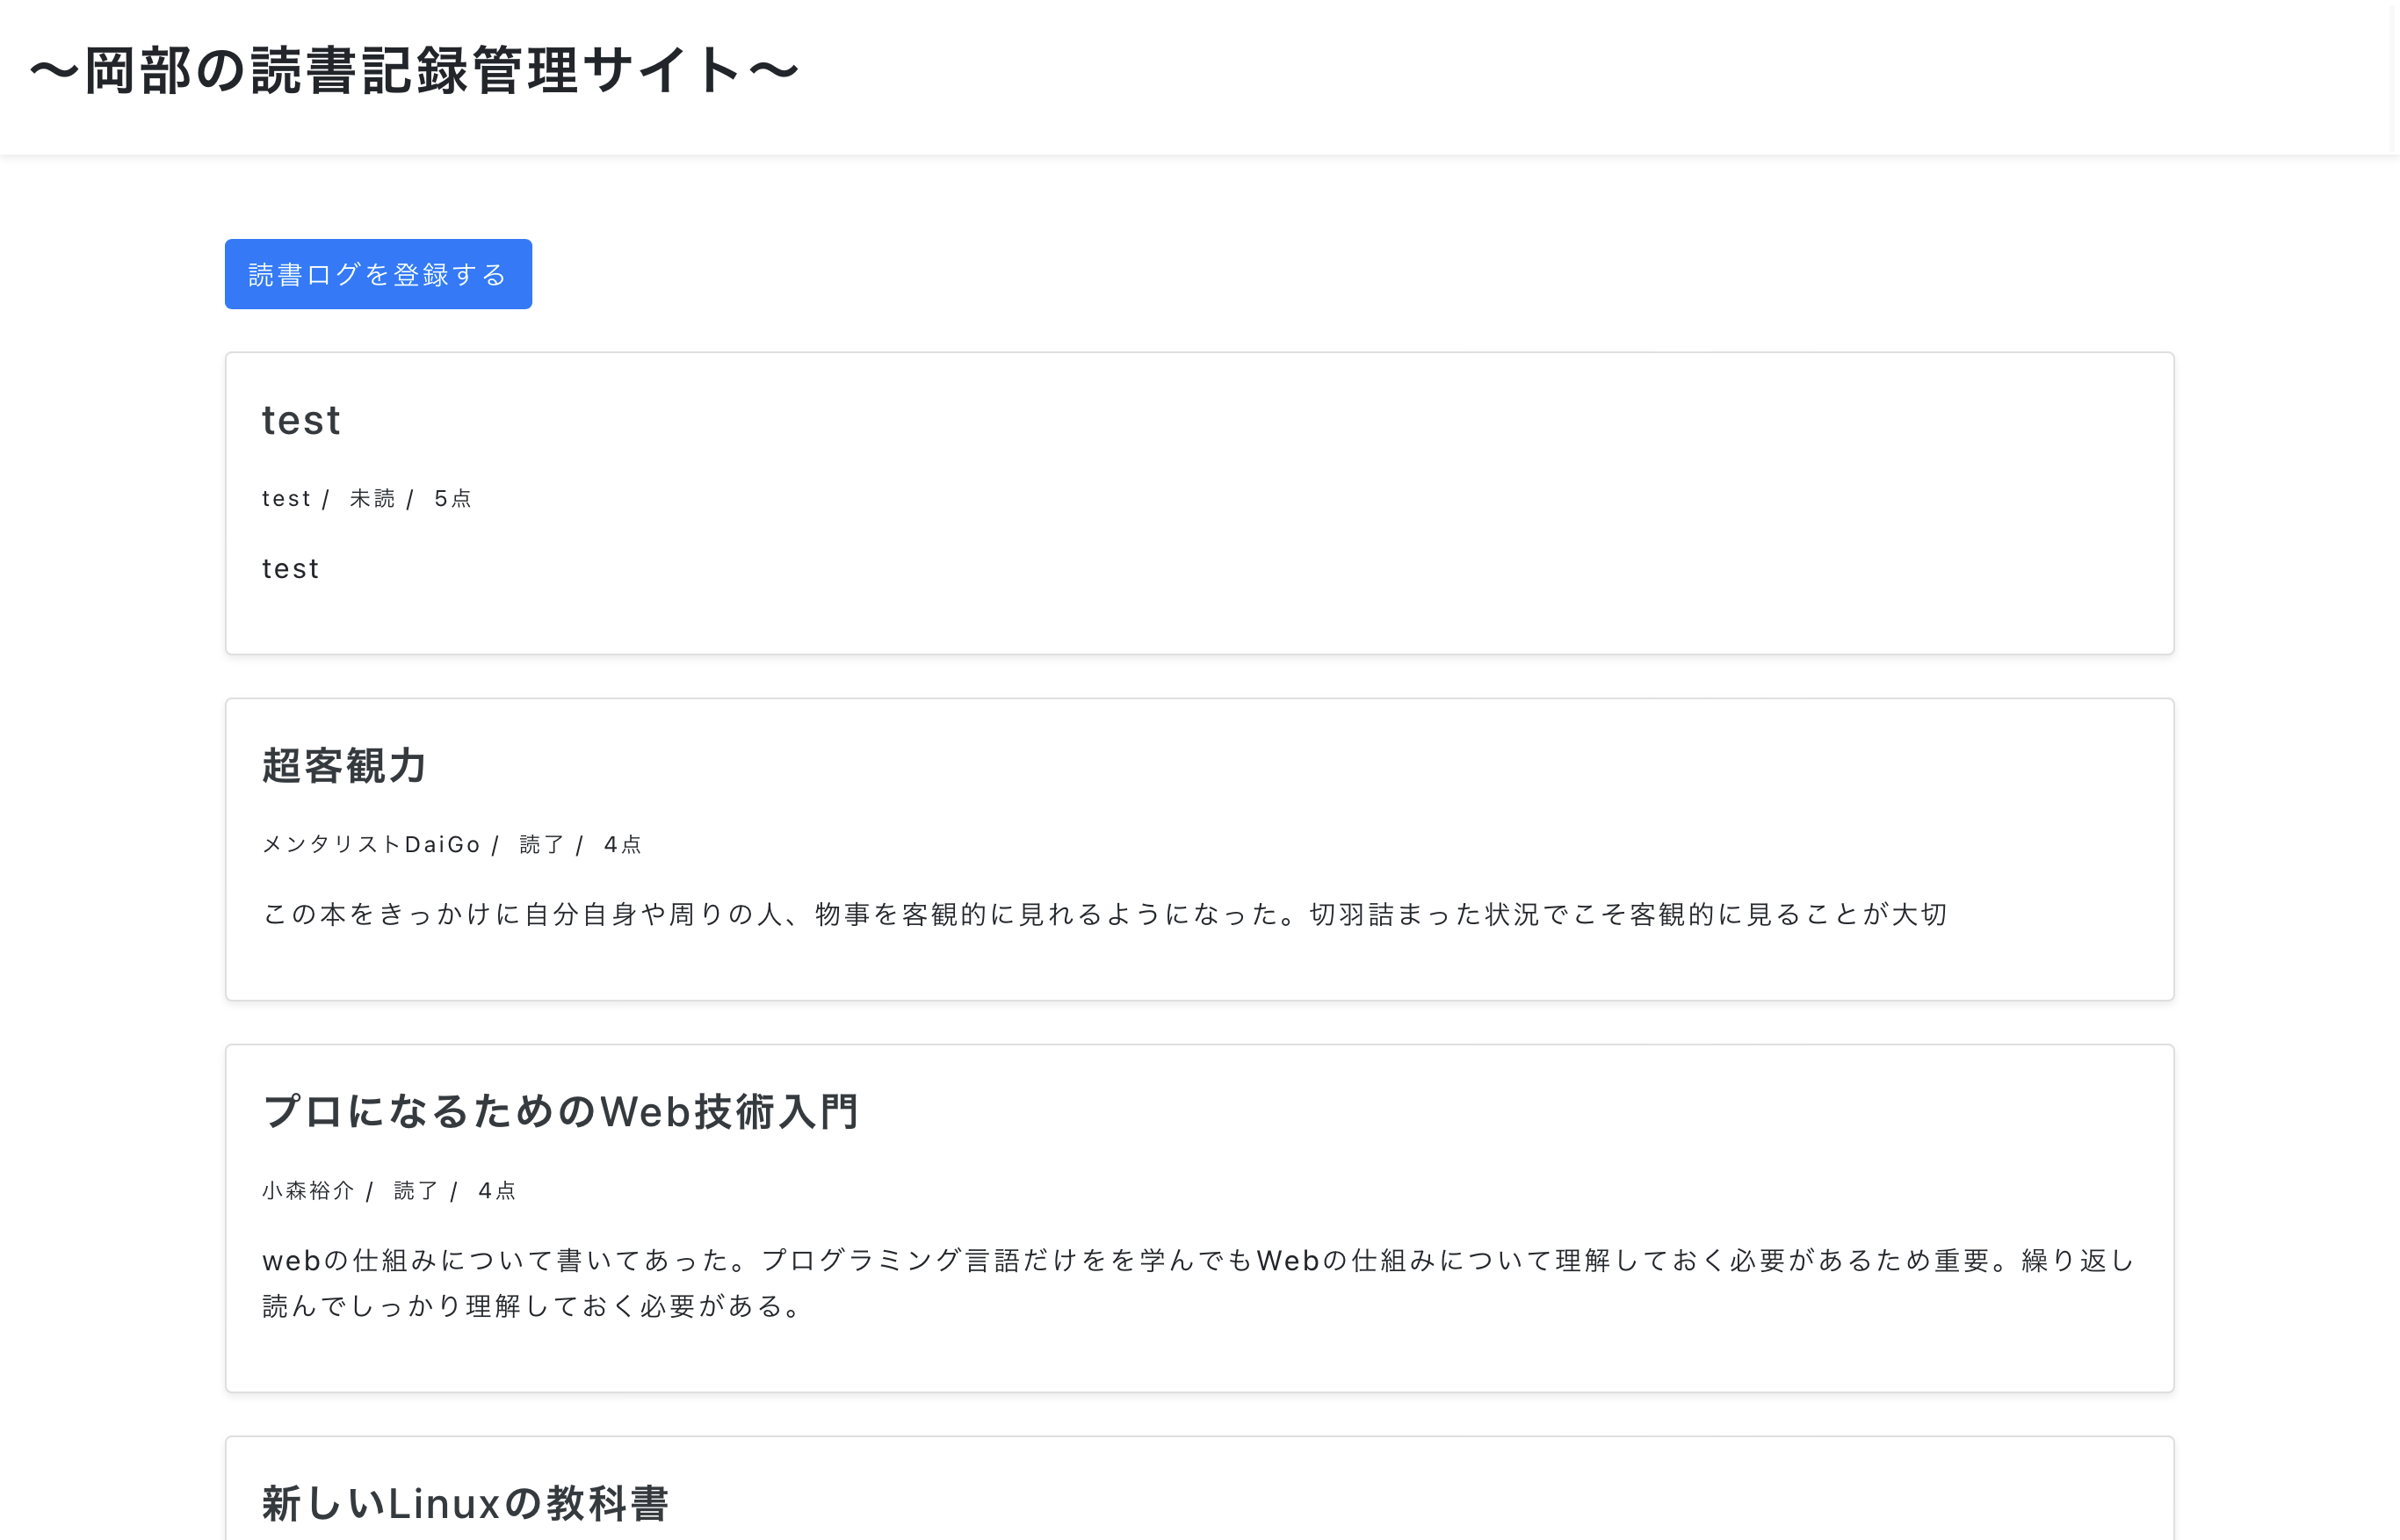 〜岡部の読書記録管理サイト〜
読書ログを登録する
test
test / 未読 / 5点
test
超客観力
メンタリストDaiGo / 読了 / 4点
この本をきっかけに自分自身や周りの人、物事を客観的に見れるようになった。切羽詰まった状況でこそ客観的に見ることが大切
プロになるためのWeb技術入門
小森裕介 / 読了 / 4点
webの仕組みについて書いてあった。プログラミング言語だけをを学んでもWebの仕組みについて理解しておく必要があるため重要。繰り返し
読んでしっかり理解しておく必要がある。
新しいLinuxの教科書